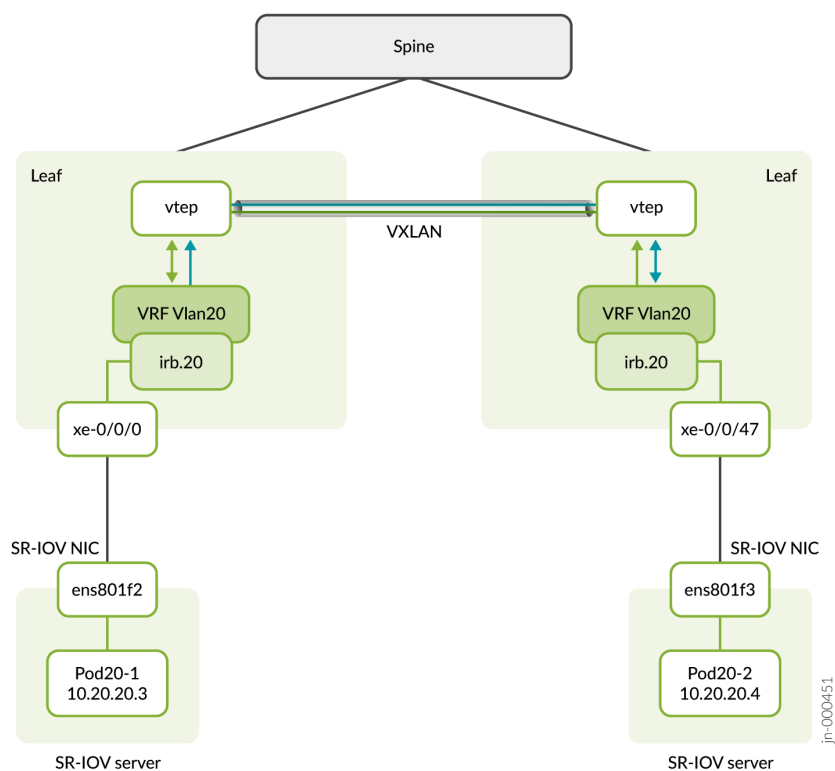 Spine
Leaf
Leaf
vtep
vtep
VXLAN
VRF Vlan20
VRF Vlan20
irb.20
irb.20
xe-0/0/0
xe-0/0/47
SR-IOV NIC
SR-IOV NIC
ens801f2
ens801f3
Pod20-1
10.20.20.3
Pod20-2
10.20.20.4
jn-000451
SR-IOV server
SR-IOV server